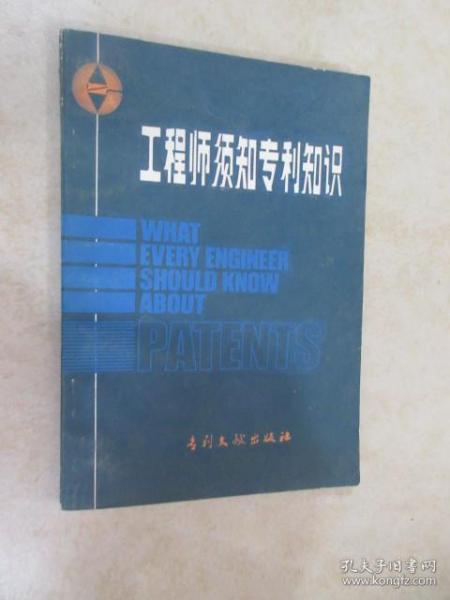 工程师须知专利知识
WHAT
EVERY ENGINEER
SHOULD KNOW
ABOUT
PATENTS
专利文献出版社
孔夫子旧书网
www.kongfz.com